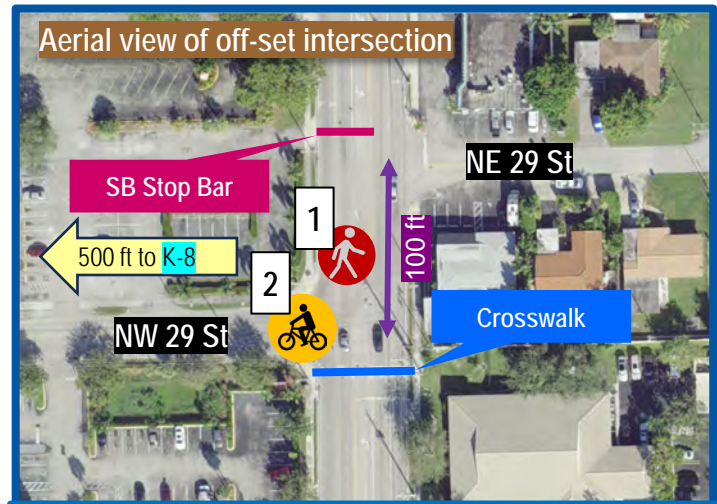 Aerial view of off-set intersection
SB Stop Bar
NE 29 St
1
100 ft
500 ft to K-8
2
NW 29 St
Crosswalk